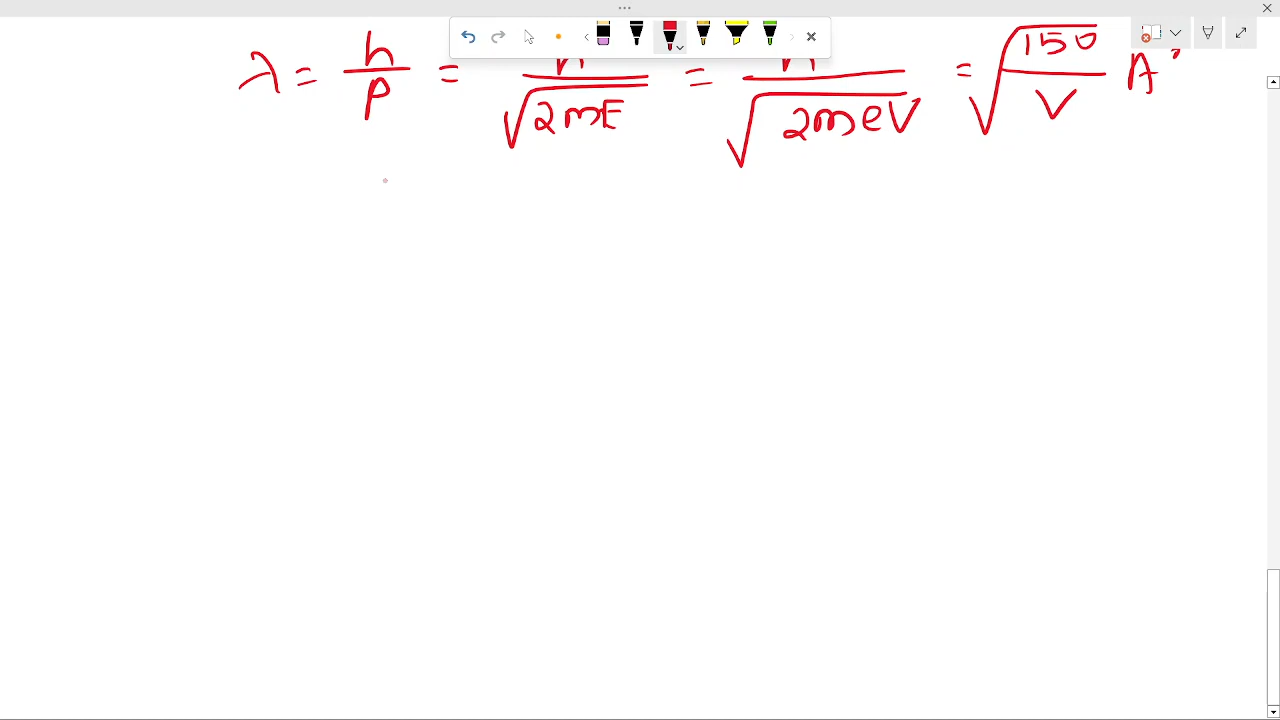 λ = h/p = h/√2mE = h/√2meV = √150/V A°